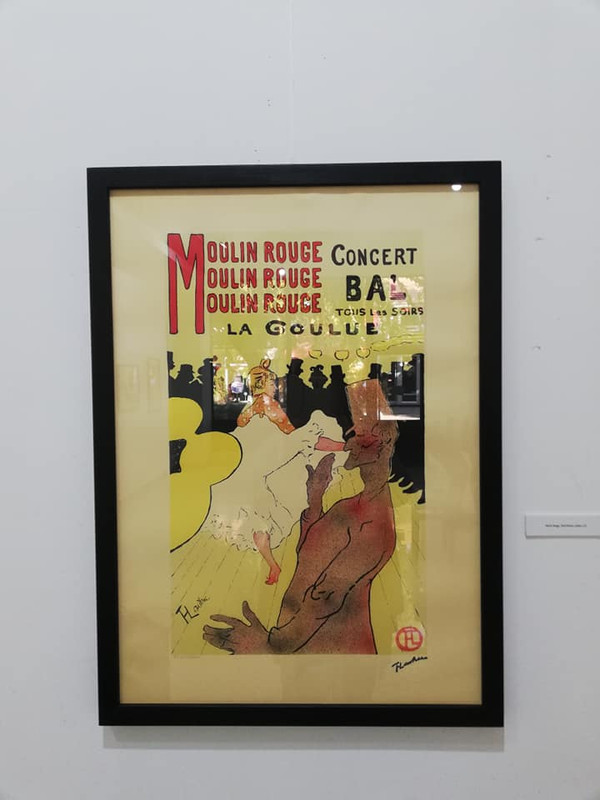 MOULIN ROUGE CONCERT
MOULIN ROUGE BAL
MOULIN ROUGE TOUS LES SOIRS
LA GOULUE